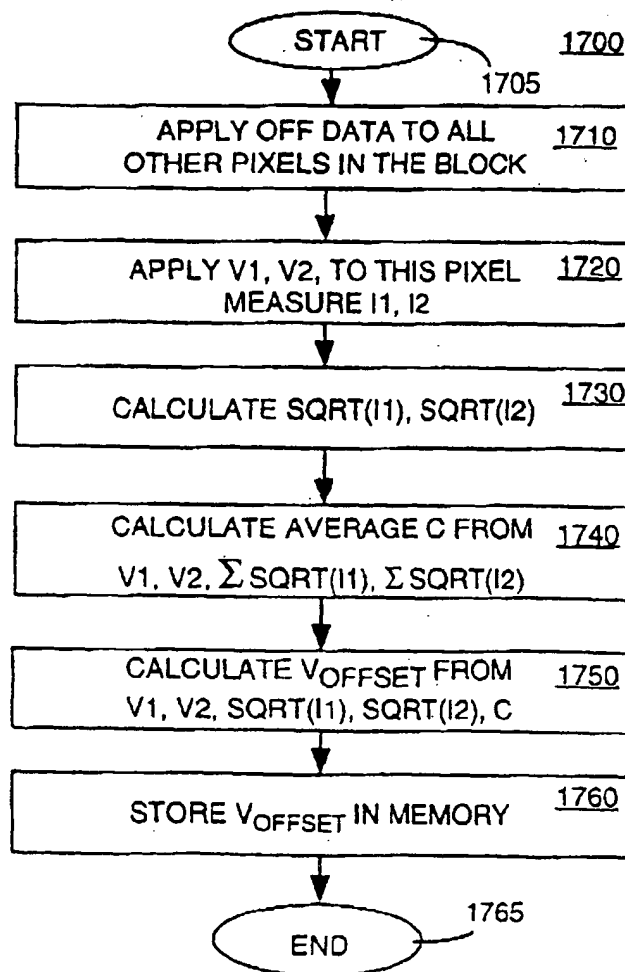 START
1700
1705
APPLY OFF DATA TO ALL
OTHER PIXELS IN THE BLOCK
1710
APPLY V1, V2, TO THIS PIXEL
MEASURE I1, I2
1720
CALCULATE SQRT(I1), SQRT(I2)
1730
CALCULATE AVERAGE C FROM
V1, V2, Σ SQRT(I1), Σ SQRT(I2)
1740
CALCULATE VOFFSET FROM
V1, V2, SQRT(I1), SQRT(I2), C
1750
STORE VOFFSET IN MEMORY
1760
1765
END